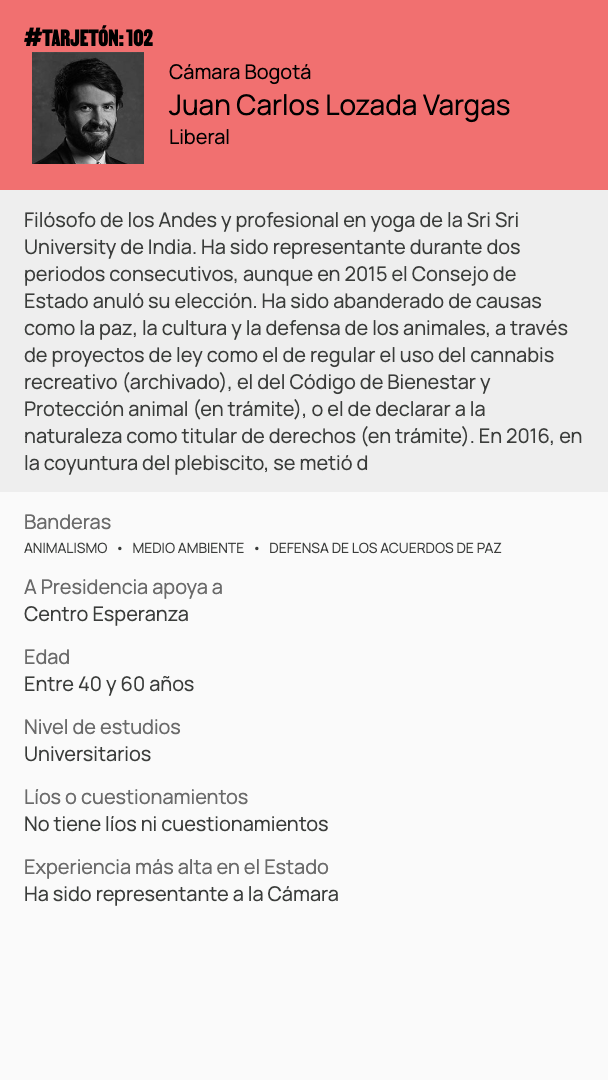 #TARJETÓN: 102
Cámara Bogotá
Juan Carlos Lozada Vargas
Liberal
Filósofo de los Andes y profesional en yoga de la Sri Sri
University de India. Ha sido representante durante dos
periodos consecutivos, aunque en 2015 el Consejo de
Estado anuló su elección. Ha sido abanderado de causas
como la paz, la cultura y la defensa de los animales, a través
de proyectos de ley como el de regular el uso del cannabis
recreativo (archivado), el del Código de Bienestar y
Protección animal (en trámite), o el de declarar a la
naturaleza como titular de derechos (en trámite). En 2016, en
la coyuntura del plebiscito, se metió d
Banderas
ANIMALISMO • MEDIO AMBIENTE • DEFENSA DE LOS ACUERDOS DE PAZ
A Presidencia apoya a
Centro Esperanza
Edad
Entre 40 y 60 años
Nivel de estudios
Universitarios
Líos o cuestionamientos
No tiene líos ni cuestionamientos
Experiencia más alta en el Estado
Ha sido representante a la Cámara